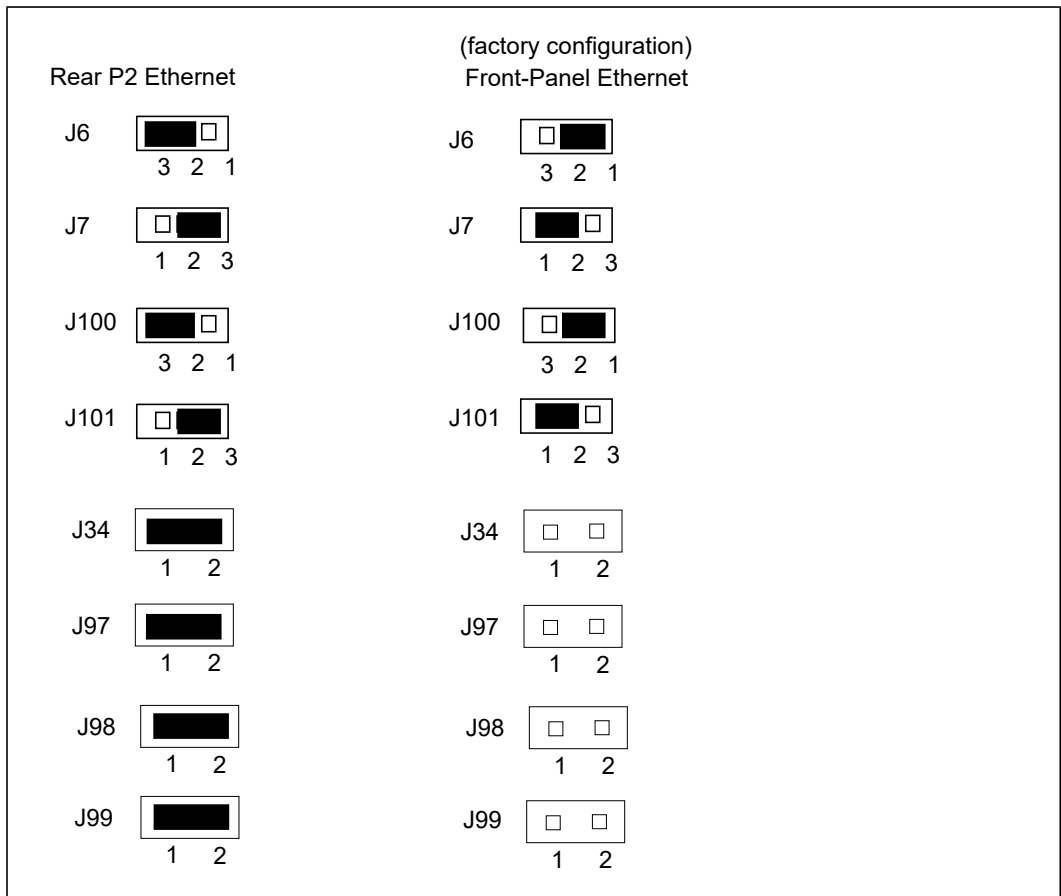 (factory configuration)
Rear P2 Ethernet
Front-Panel Ethernet
J6
3 2 1
J6
3 2 1
J7
1 2 3
J7
1 2 3
J100
3 2 1
J100
3 2 1
J101
1 2 3
J101
1 2 3
J34
1 2
J34
1 2
J97
1 2
J97
1 2
J98
1 2
J98
1 2
J99
1 2
J99
1 2